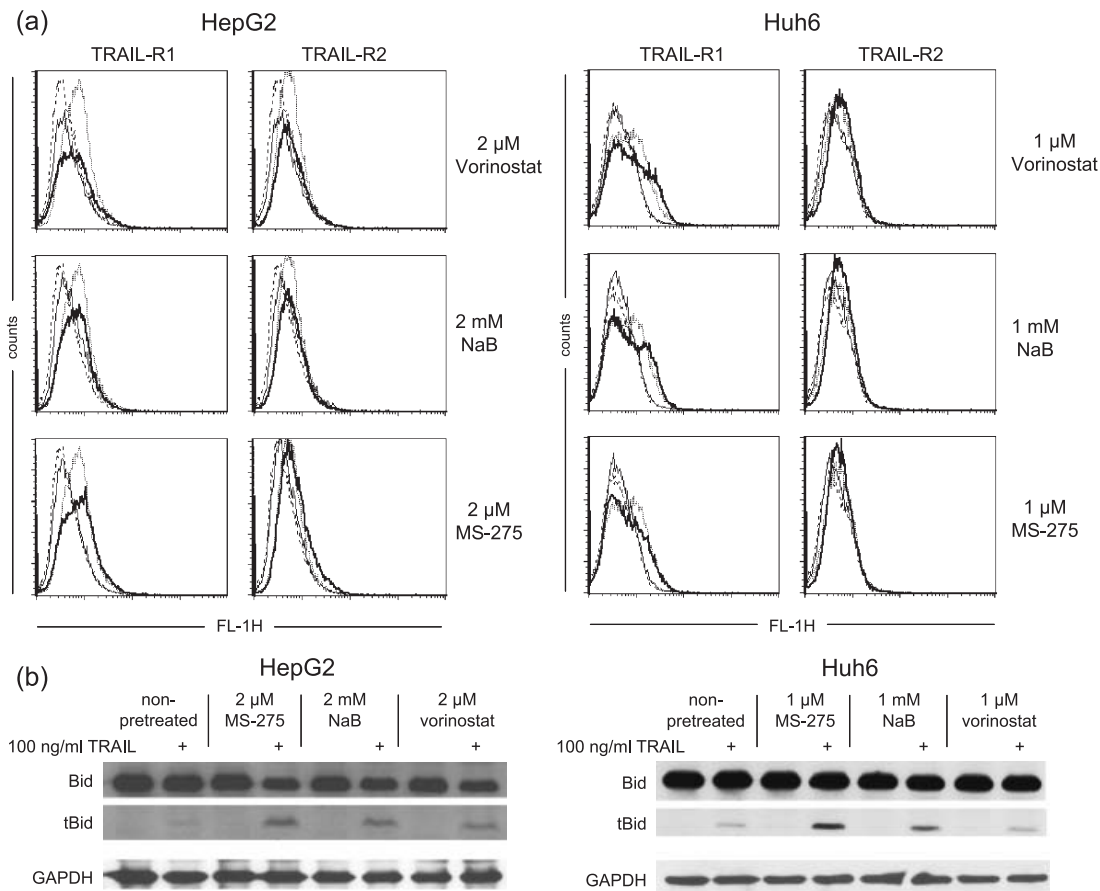 (a)
HepG2
Huh6
TRAIL-R1
TRAIL-R2
TRAIL-R1
TRAIL-R2
counts
counts
2 µM
Vorinostat
1 µM
Vorinostat
2 mM
NaB
1 mM
NaB
2 µM
MS-275
1 µM
MS-275
FL-1H
FL-1H
(b)
HepG2
non-
pretreated
2 µM
MS-275
2 mM
NaB
2 µM
vorinostat
100 ng/ml TRAIL + + + +
Bid
tBid
GAPDH
Huh6
non-
pretreated
1 µM
MS-275
1 mM
NaB
1 µM
vorinostat
100 ng/ml TRAIL + + + +
Bid
tBid
GAPDH